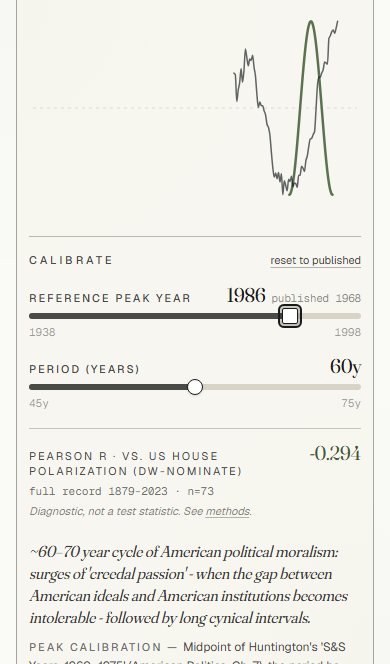 CALIBRATE reset to published
REFERENCE PEAK YEAR 1986 published 1968
1938 1998
PERIOD (YEARS) 60y
45y 75y
PEARSON R · VS. US HOUSE -0.294
POLARIZATION (DW-NOMINATE)
full record 1879-2023 · n=73
Diagnostic, not a test statistic. See methods.
~60–70 year cycle of American political moralism:
surges of 'creedal passion' - when the gap between
American ideals and American institutions becomes
intolerable - followed by long cynical intervals.
PEAK CALIBRATION — Midpoint of Huntington's 'S&S